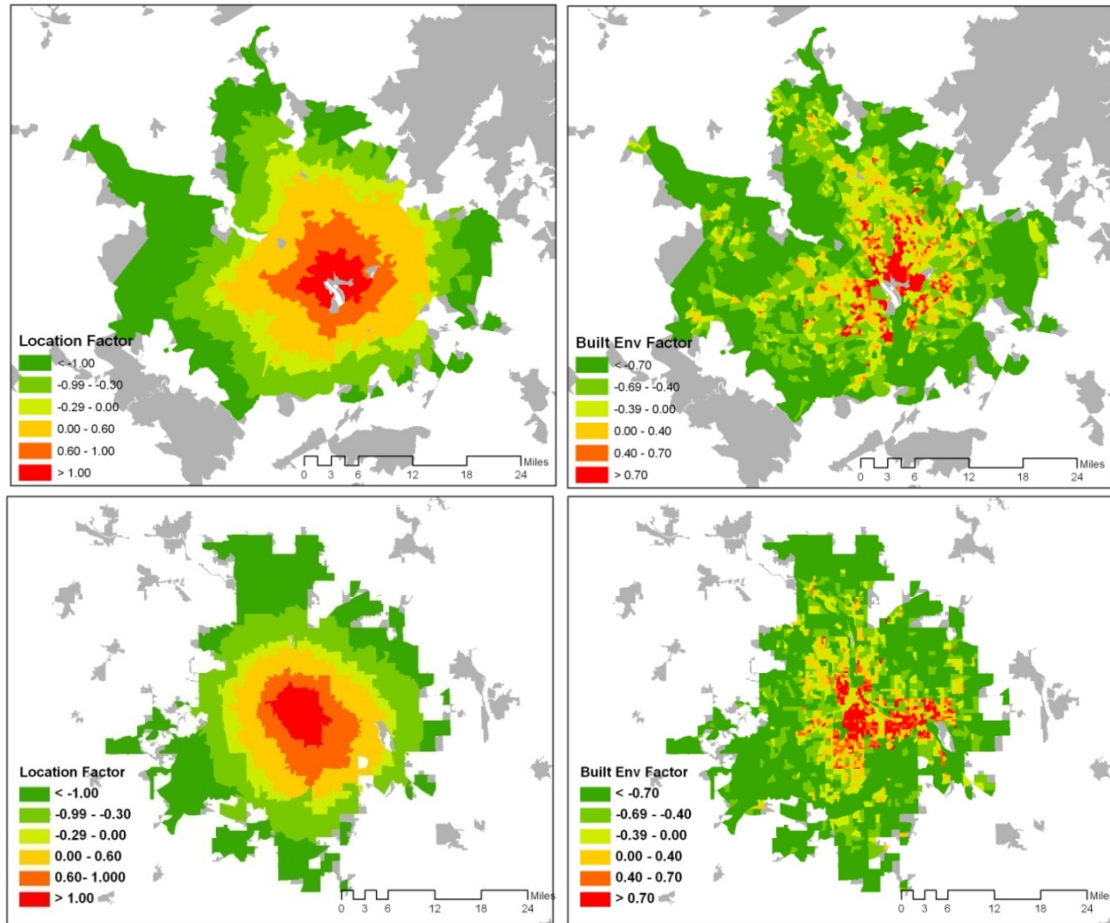 Location Factor
< -1.00
-0.99 - -0.30
-0.29 - 0.00
0.00 - 0.60
0.60 - 1.00
> 1.00
Miles
0 3 6 12 18 24
Built Env Factor
< -0.70
-0.69 - -0.40
-0.39 - 0.00
0.00 - 0.40
0.40 - 0.70
> 0.70
Miles
0 3 6 12 18 24
Location Factor
< -1.00
-0.99 - -0.30
-0.29 - 0.00
0.00 - 0.60
0.60- 1.000
> 1.00
Miles
0 3 6 12 18 24
Built Env Factor
< -0.70
-0.69 - -0.40
-0.39 - 0.00
0.00 - 0.40
0.40 - 0.70
> 0.70
Miles
0 3 6 12 18 24